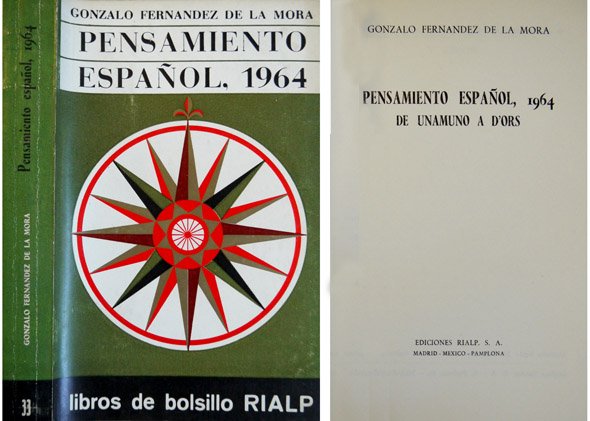 Pensamiento español, 1964
GONZALO FERNANDEZ DE LA MORA
33
GONZALO FERNANDEZ DE LA MORA
PENSAMIENTO
ESPAÑOL, 1964
libros de bolsillo RIALP
GONZALO FERNANDEZ DE LA MORA
PENSAMIENTO ESPAÑOL, 1964
DE UNAMUNO A D'ORS
EDICIONES RIALP, S. A.
MADRID - MEXICO - PAMPLONA